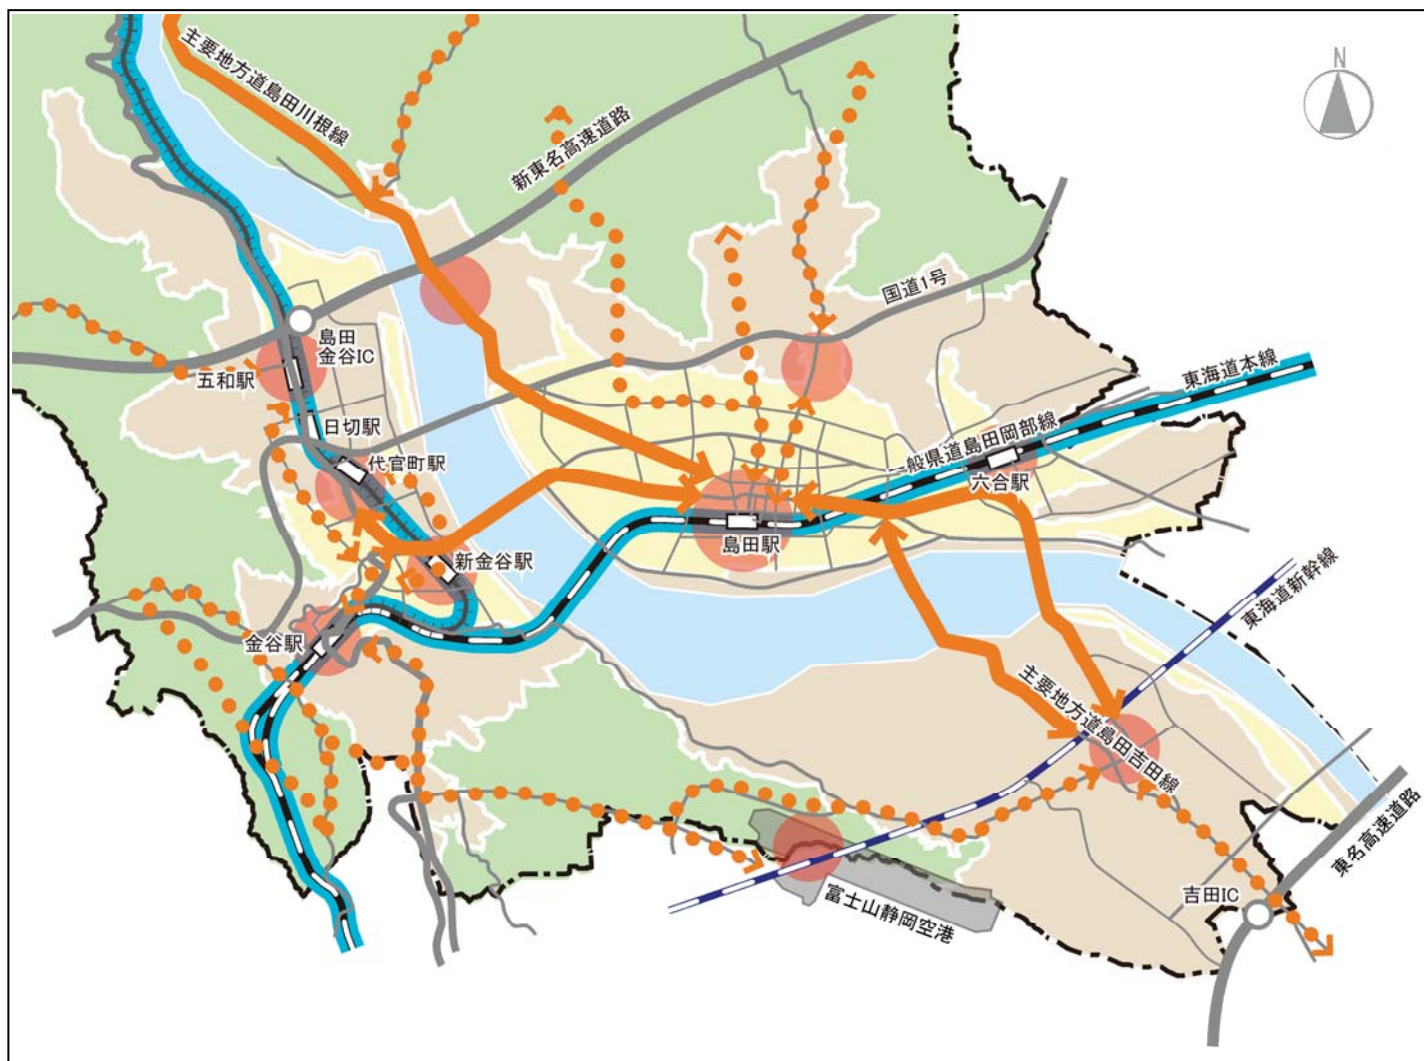 主要地方道島田川根線
N
新東名高速道路
国道1号
島田
金谷IC
五和駅
東海道本線
日切駅
代官町駅
一般県道島田岡部線
六合駅
島田駅
新金谷駅
東海道新幹線
金谷駅
主要地方道島田吉田線
東名高速道路
吉田IC
富士山静岡空港